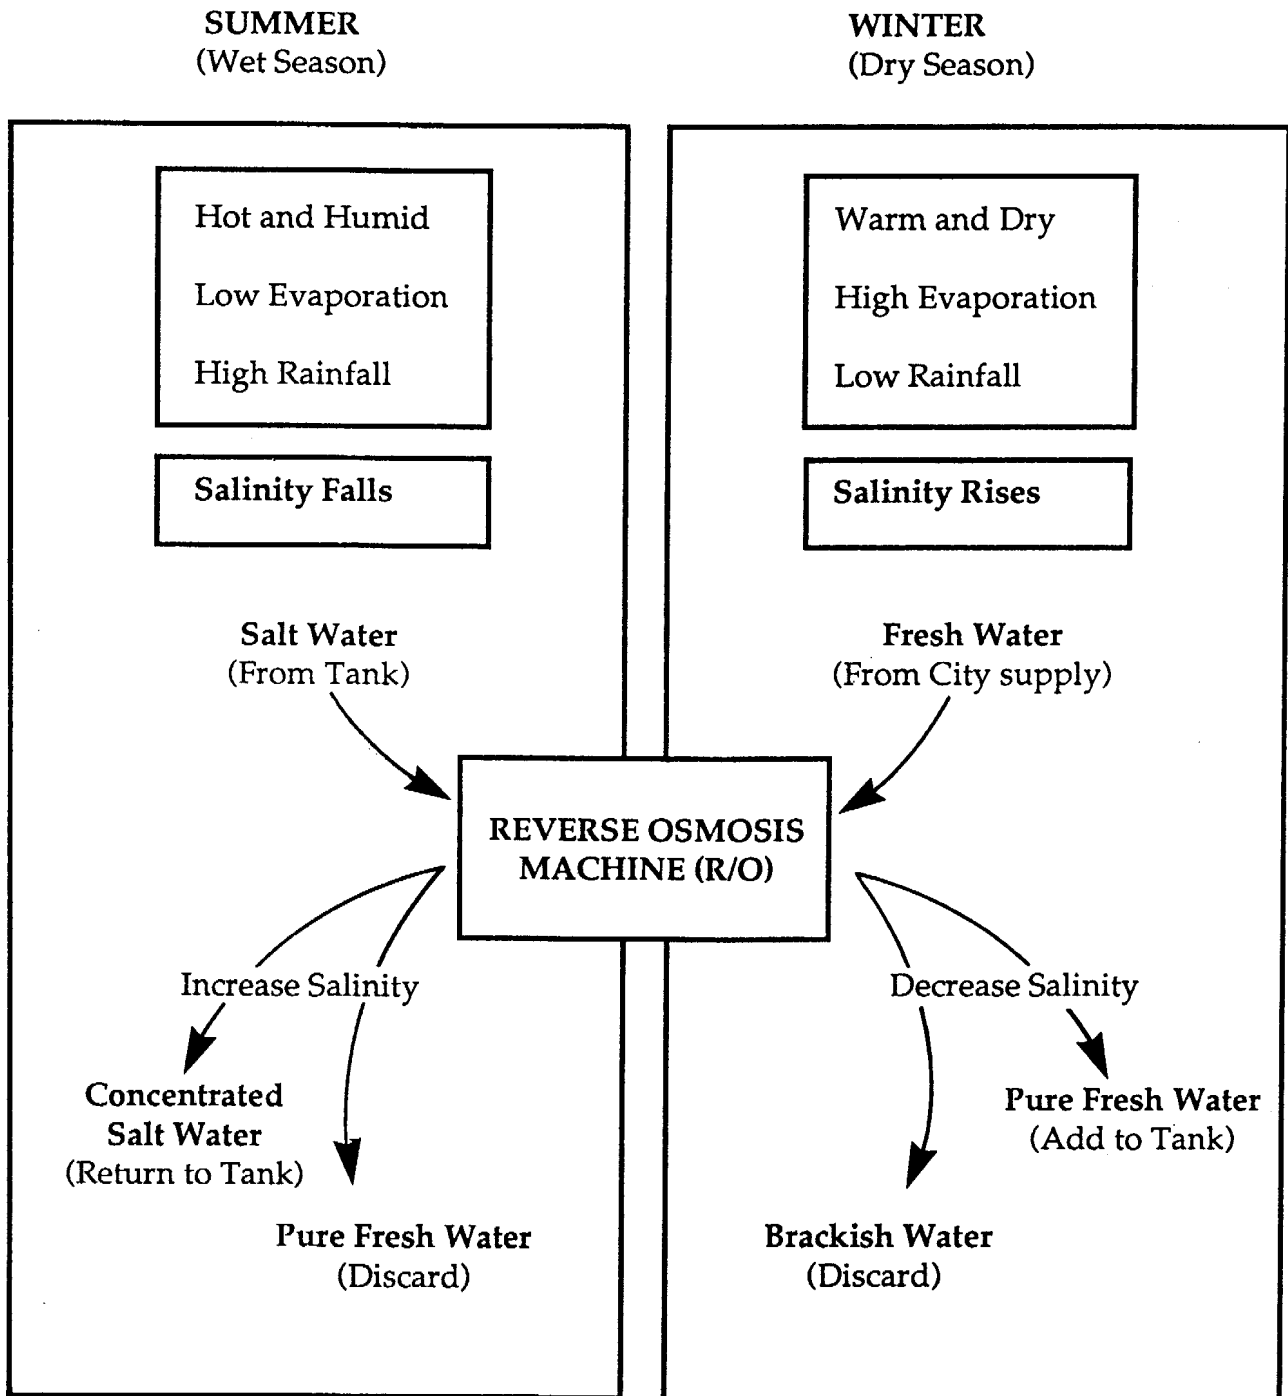 SUMMER
(Wet Season)
Hot and Humid
Low Evaporation
High Rainfall
Salinity Falls
Salt Water
(From Tank)
WINTER
(Dry Season)
Warm and Dry
High Evaporation
Low Rainfall
Salinity Rises
Fresh Water
(From City supply)
REVERSE OSMOSIS
MACHINE (R/O)
Increase Salinity
Concentrated
Salt Water
(Return to Tank)
Pure Fresh Water
(Discard)
Decrease Salinity
Pure Fresh Water
(Add to Tank)
Brackish Water
(Discard)